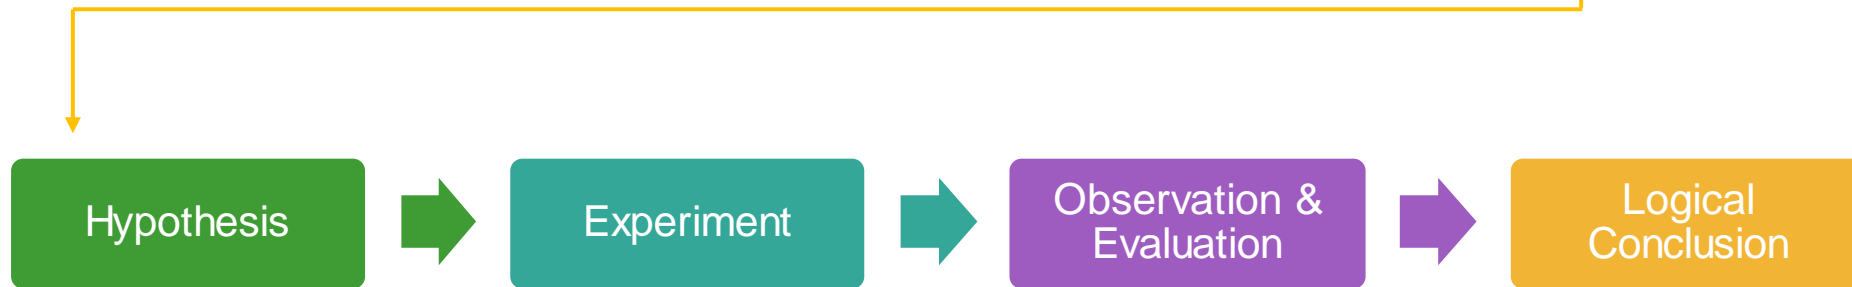 Hypothesis
Experiment
Observation &
Evaluation
Logical
Conclusion